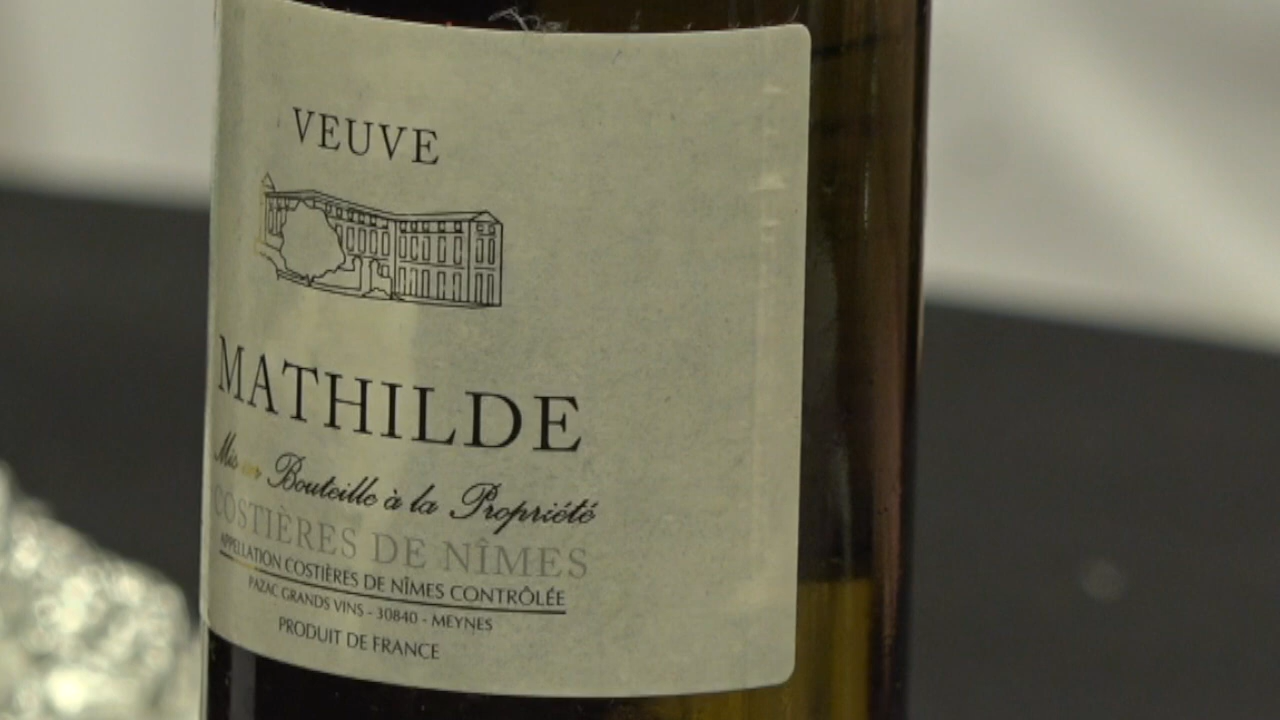 VEUVE
MATHILDE
Mis en Bouteille à la Propriété
COSTIÈRES DE NÎMES
APPELLATION COSTIÈRES DE NÎMES CONTRÔLÉE
PAZAC GRANDS VINS - 30840 - MEYNES
PRODUIT DE FRANCE